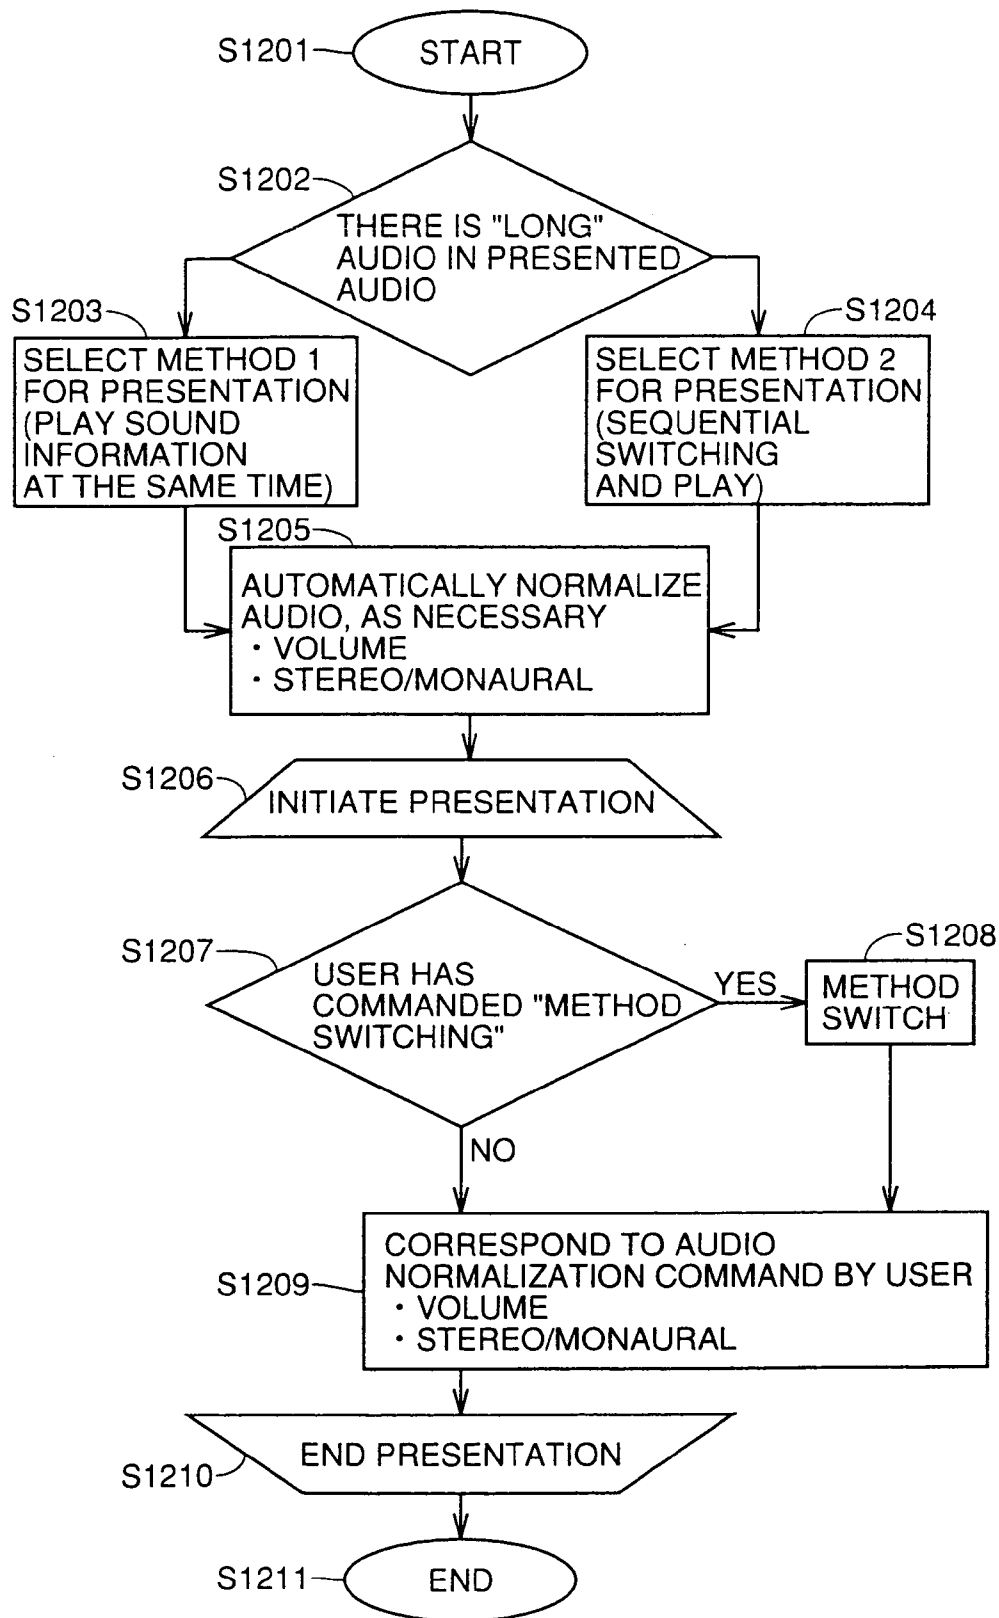 S1201
START
S1202
THERE IS "LONG"
AUDIO IN PRESENTED
AUDIO
S1203
SELECT METHOD 1
FOR PRESENTATION
(PLAY SOUND
INFORMATION
AT THE SAME TIME)
S1204
SELECT METHOD 2
FOR PRESENTATION
(SEQUENTIAL
SWITCHING
AND PLAY)
S1205
AUTOMATICALLY NORMALIZE
AUDIO, AS NECESSARY
・VOLUME
・STEREO/MONAURAL
S1206
INITIATE PRESENTATION
S1207
USER HAS
COMMANDED "METHOD
SWITCHING"
YES
S1208
METHOD
SWITCH
NO
S1209
CORRESPOND TO AUDIO
NORMALIZATION COMMAND BY USER
・VOLUME
・STEREO/MONAURAL
S1210
END PRESENTATION
S1211
END